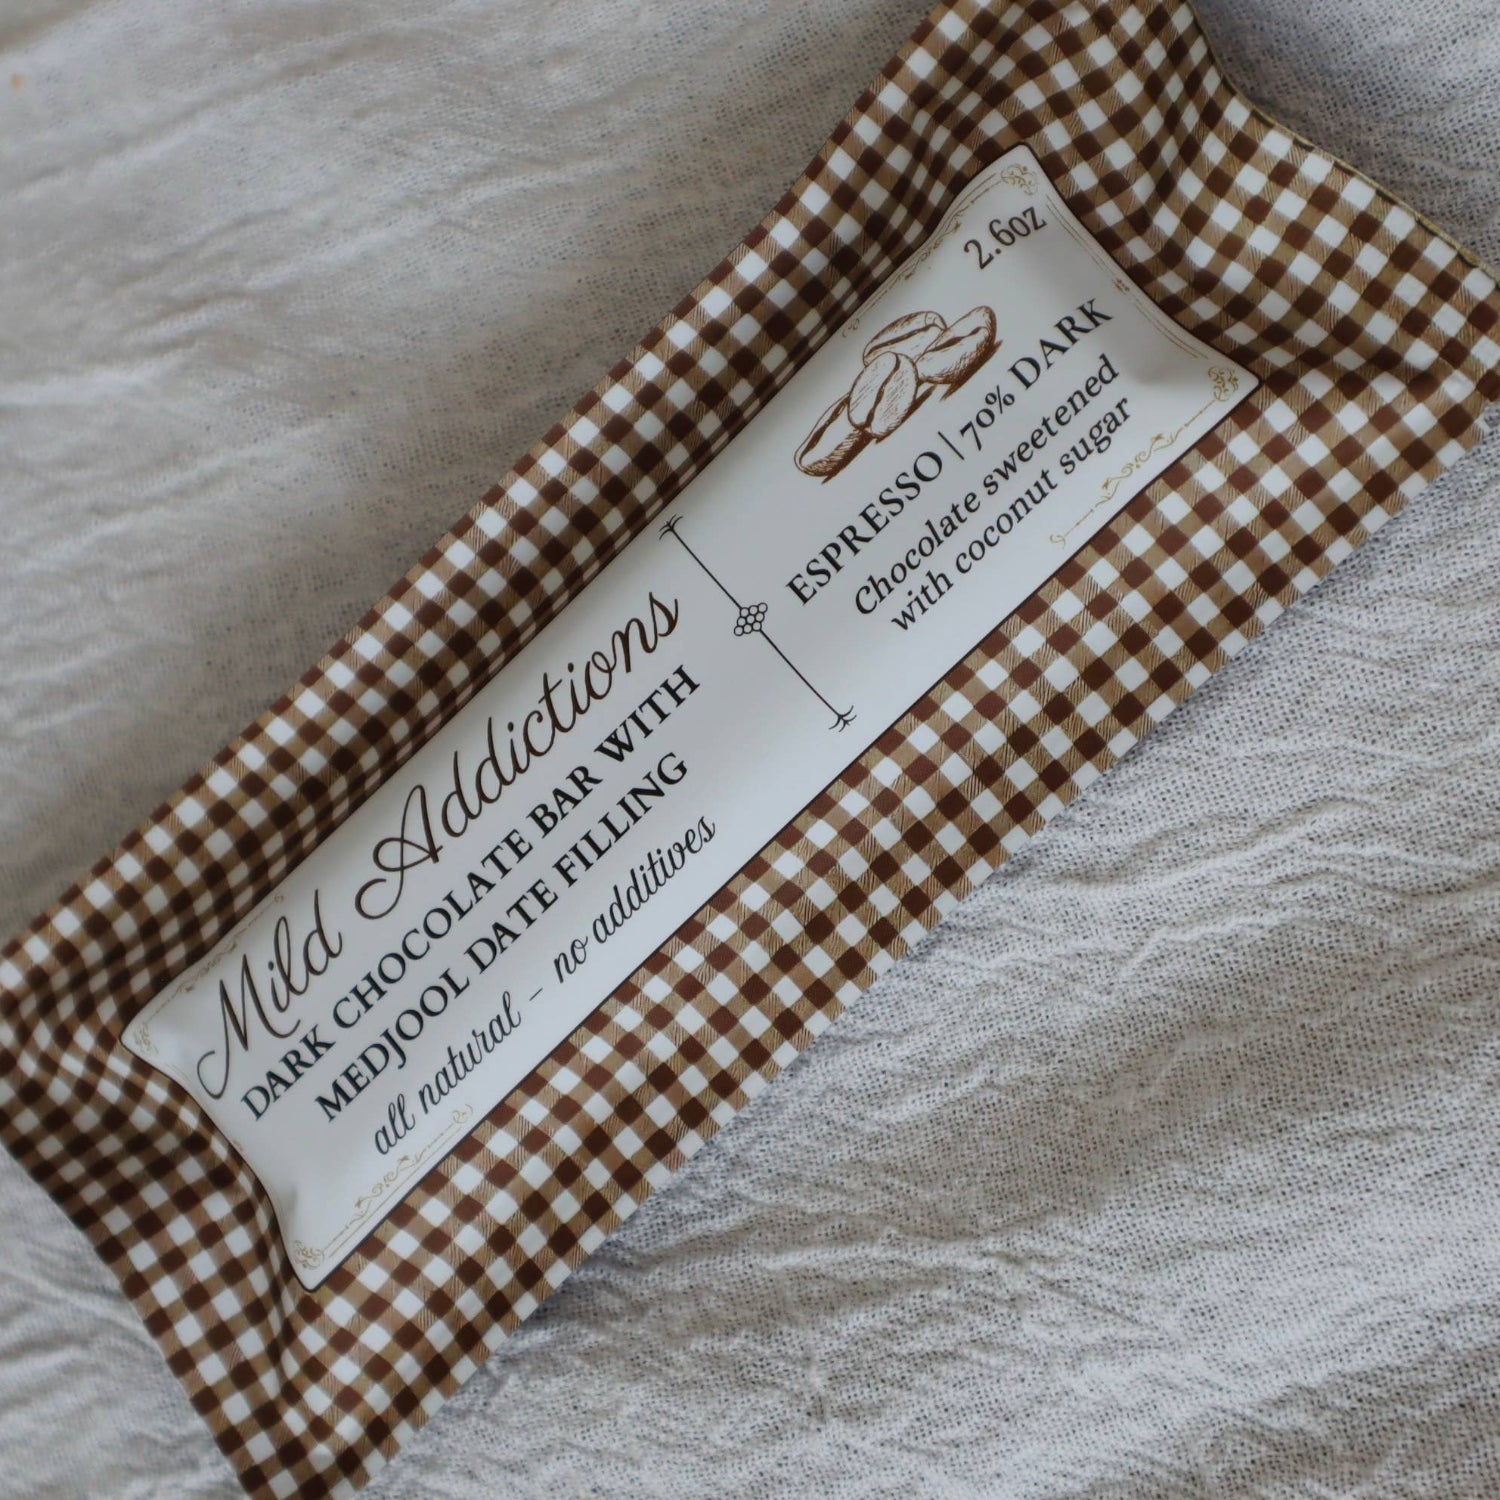 Mild Addictions
DARK CHOCOLATE BAR WITH
MEDJOOL DATE FILLING
all natural – no additives
2.6oz
ESPRESSO | 70% DARK
Chocolate sweetened
with coconut sugar